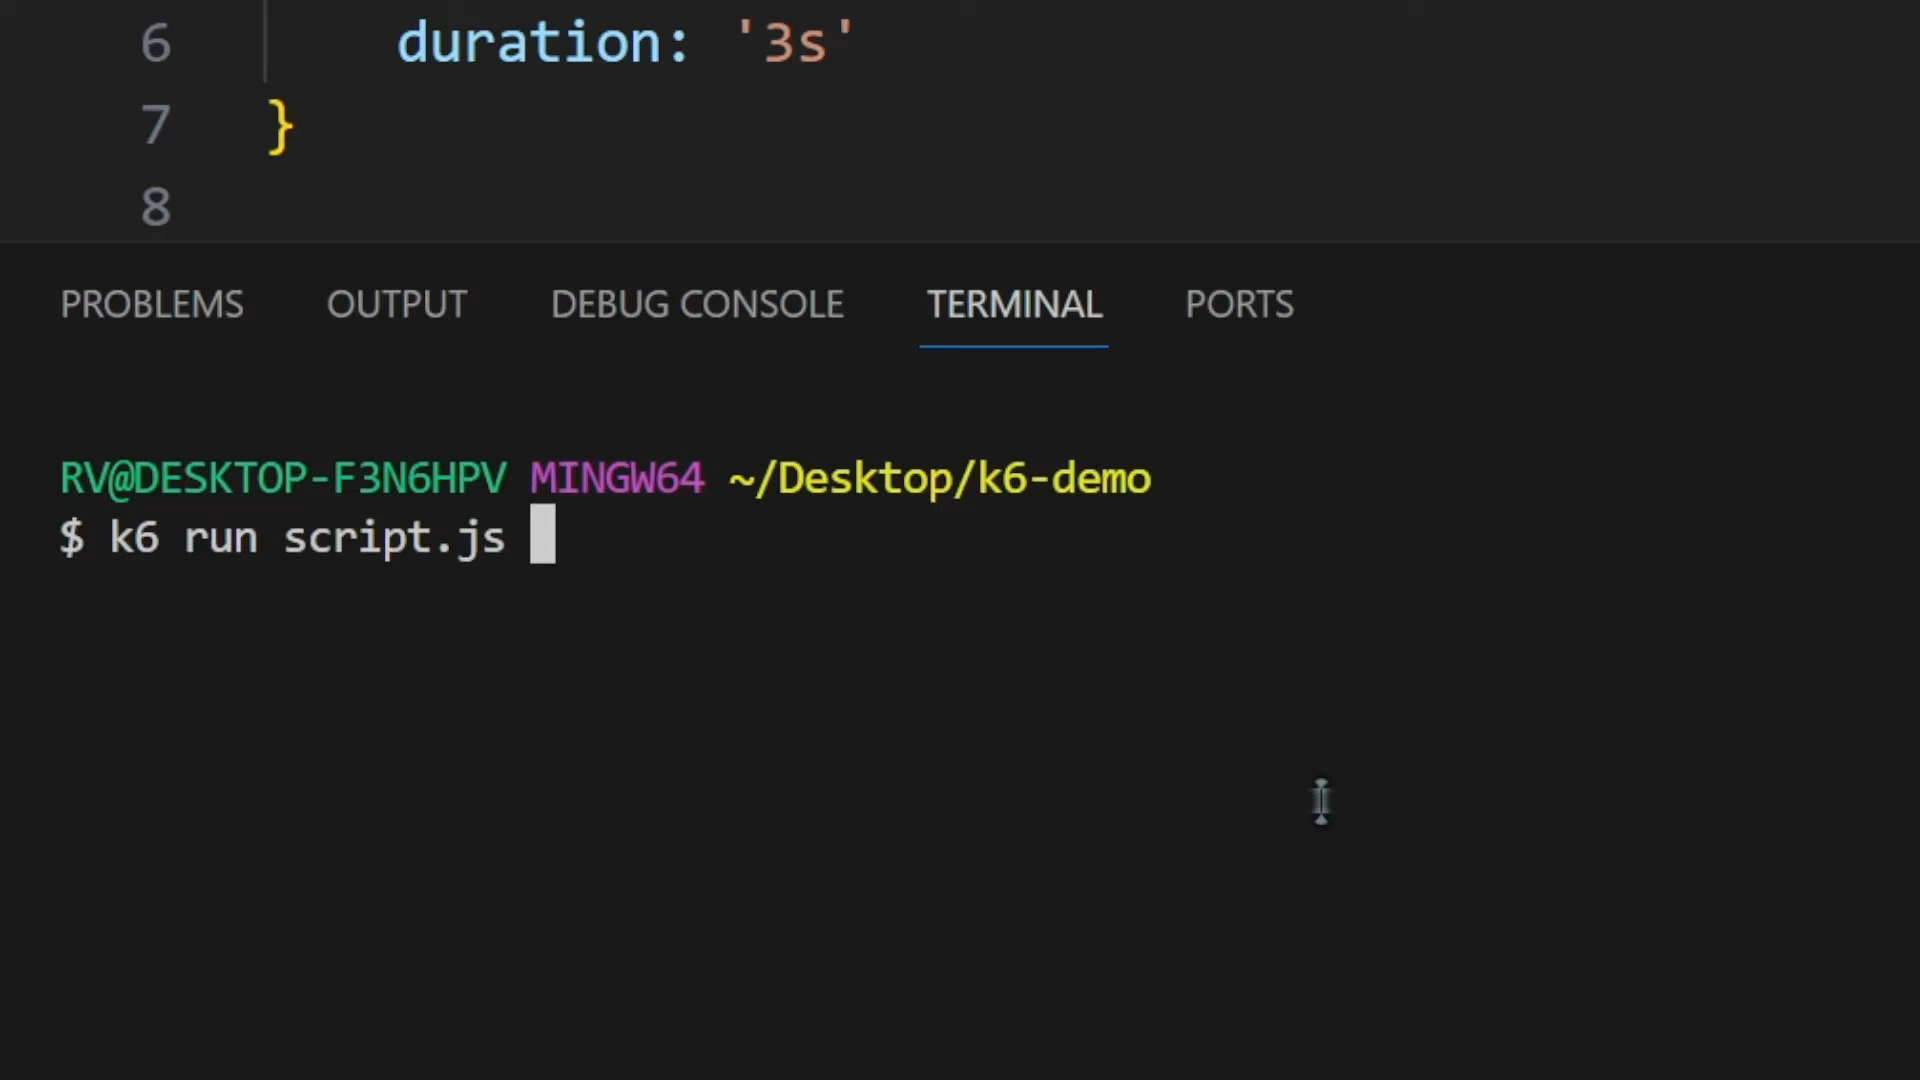 6 duration: '3s'
7 }
8
PROBLEMS OUTPUT DEBUG CONSOLE TERMINAL PORTS
RV@DESKTOP-F3N6HPV MINGW64 ~/Desktop/k6-demo
$ k6 run script.js